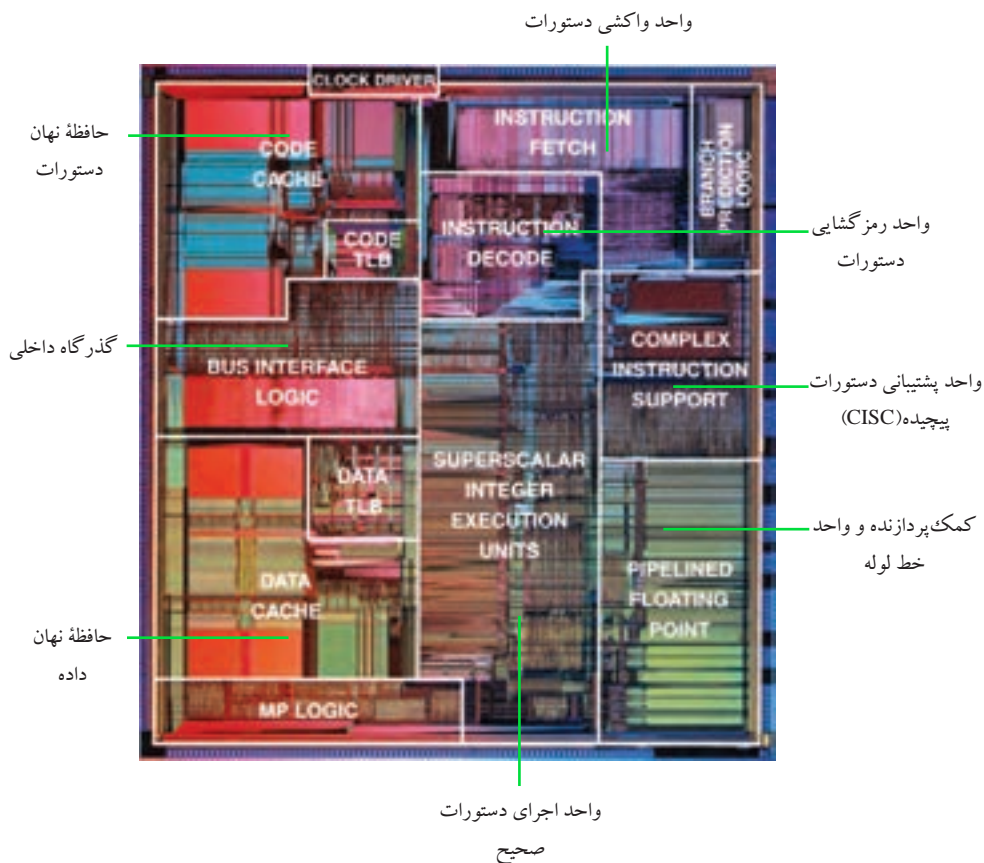 واحد واکشی دستورات
CLOCK DRIVER
حافظهٔ نهان
دستورات
CODE
CACHE
INSTRUCTION
FETCH
BRANCH
PREDICTION
LOGIC
CODE
TLB
INSTRUCTION
DECODE
واحد رمزگشایی
دستورات
گذرگاه داخلی
BUS INTERFACE
LOGIC
COMPLEX
INSTRUCTION
SUPPORT
واحد پشتیبانی دستورات
پیچیده(CISC)
DATA
TLB
SUPERSCALAR
INTEGER
EXECUTION
UNITS
کمک‌پردازنده و واحد
خط لوله
DATA
CACHE
PIPELINED
FLOATING
POINT
حافظهٔ نهان
داده
MP LOGIC
واحد اجرای دستورات
صحیح